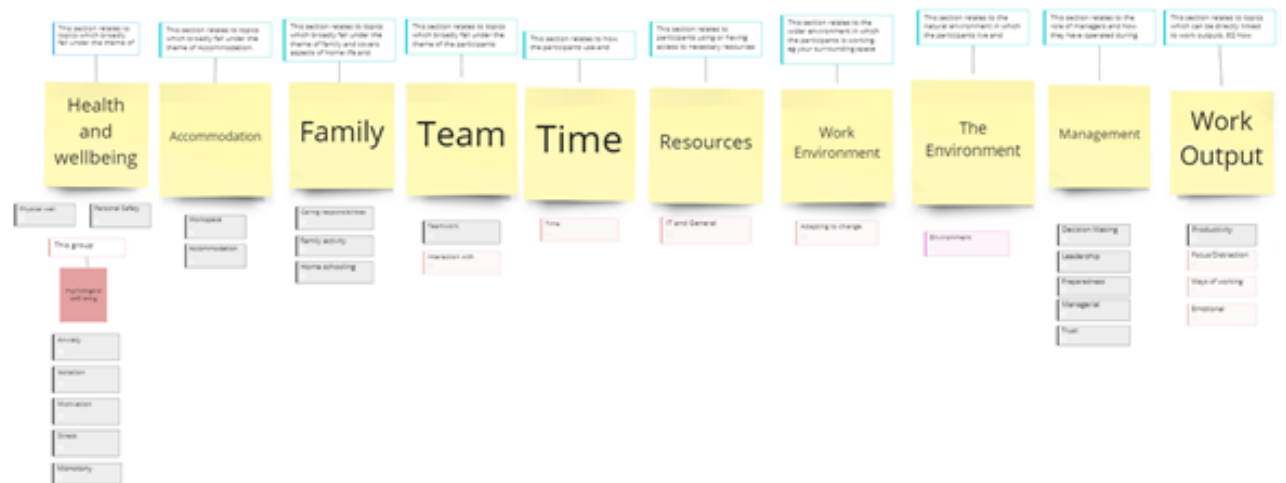 This section relates to
topics which broadly
fall under the theme of
This section relates to topics
which broadly fall under the
theme of Accommodation.
This section relates to topics
which broadly fall under the
theme of family and covers
aspects of home life and
This section relates to topics
which broadly fall under the
theme of the participants
This section relates to how
the participants use and
This section relates to
participants using or having
access to necessary resources
This section relates to the
wider environment in which
the participant is working,
eg your surrounding space
This section relates to the
natural environment in which
the participants live and
This section relates to the
role of managers and how
they have operated during
This section relates to topics
which can be directly linked
to work outputs. EG how
Health
and
wellbeing
Accommodation
Family
Team
Time
Resources
Work
Environment
The
Environment
Management
Work
Output
Physical well
Personal Safety
This group
Psychological
well being
Anxiety
Isolation
Motivation
Stress
Monotony
Workspace
Accommodation
Caring responsibilities
Family activity
Home schooling
Teamwork
Interaction with
Time
IT and General
Adapting to change
Environment
Decision Making
Leadership
Preparedness
Managerial
Trust
Productivity
Focus/Distraction
Ways of working
Emotional